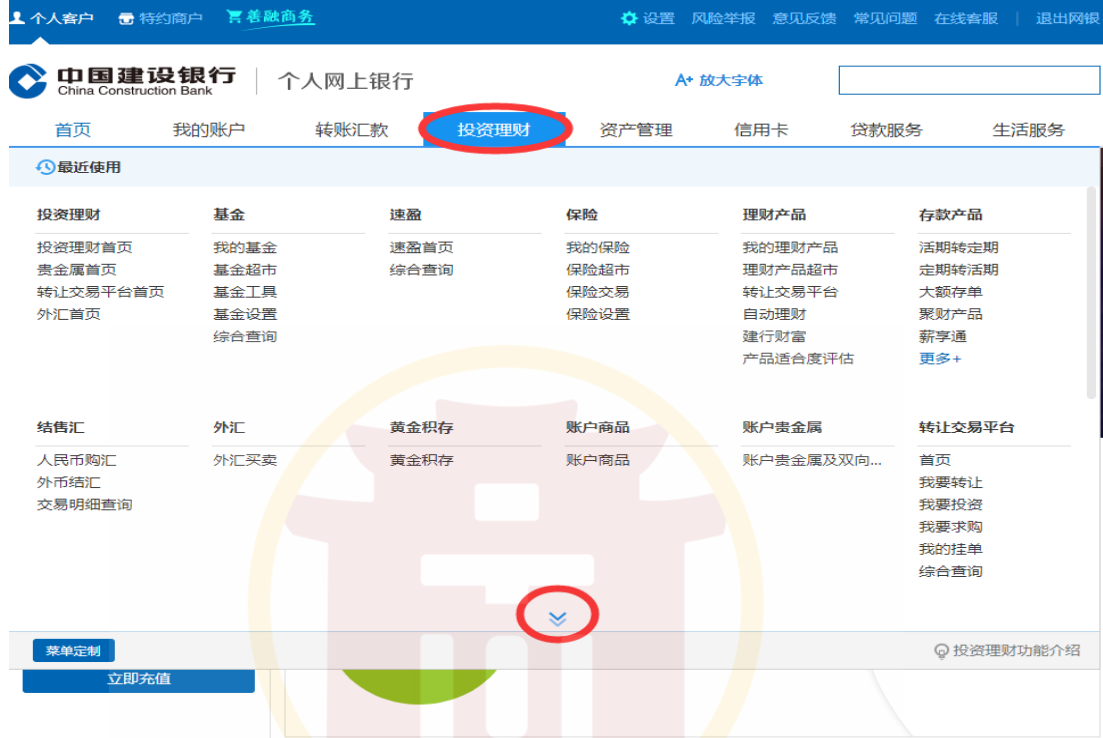 个人客户 特约商户 善融商务 设置 风险举报 意见反馈 常见问题 在线客服 | 退出网银
中国建设银行 个人网上银行 A+ 放大字体
China Construction Bank
首页 我的账户 转账汇款 投资理财 资产管理 信用卡 贷款服务 生活服务
最近使用
投资理财 基金 速盈 保险 理财产品 存款产品
投资理财首页 我的基金 速盈首页 我的保险 我的理财产品 活期转定期
贵金属首页 基金超市 综合查询 保险超市 理财产品超市 定期转活期
转让交易平台首页 基金工具 保险交易 转让交易平台 大额存单
外汇首页 基金设置 保险设置 自动理财 聚财产品
综合查询 建行财富 薪享通
产品适合度评估 更多+
结售汇 外汇 黄金积存 账户商品 账户贵金属 转让交易平台
人民币购汇 外汇买卖 黄金积存 账户商品 账户贵金属及双向... 首页
外币结汇 我要转让
交易明细查询 我要投资
我要求购
我的挂单
综合查询
菜单定制 投资理财功能介绍
立即充值